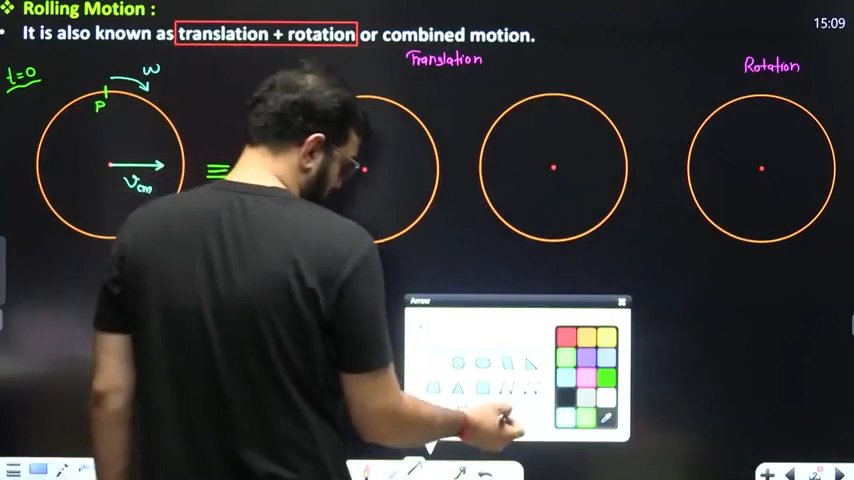 ❖ Rolling Motion :
• It is also known as translation + rotation or combined motion.
15:09
Translation
Rotation
t=0
ω
P
v_cm
≡
Arrow